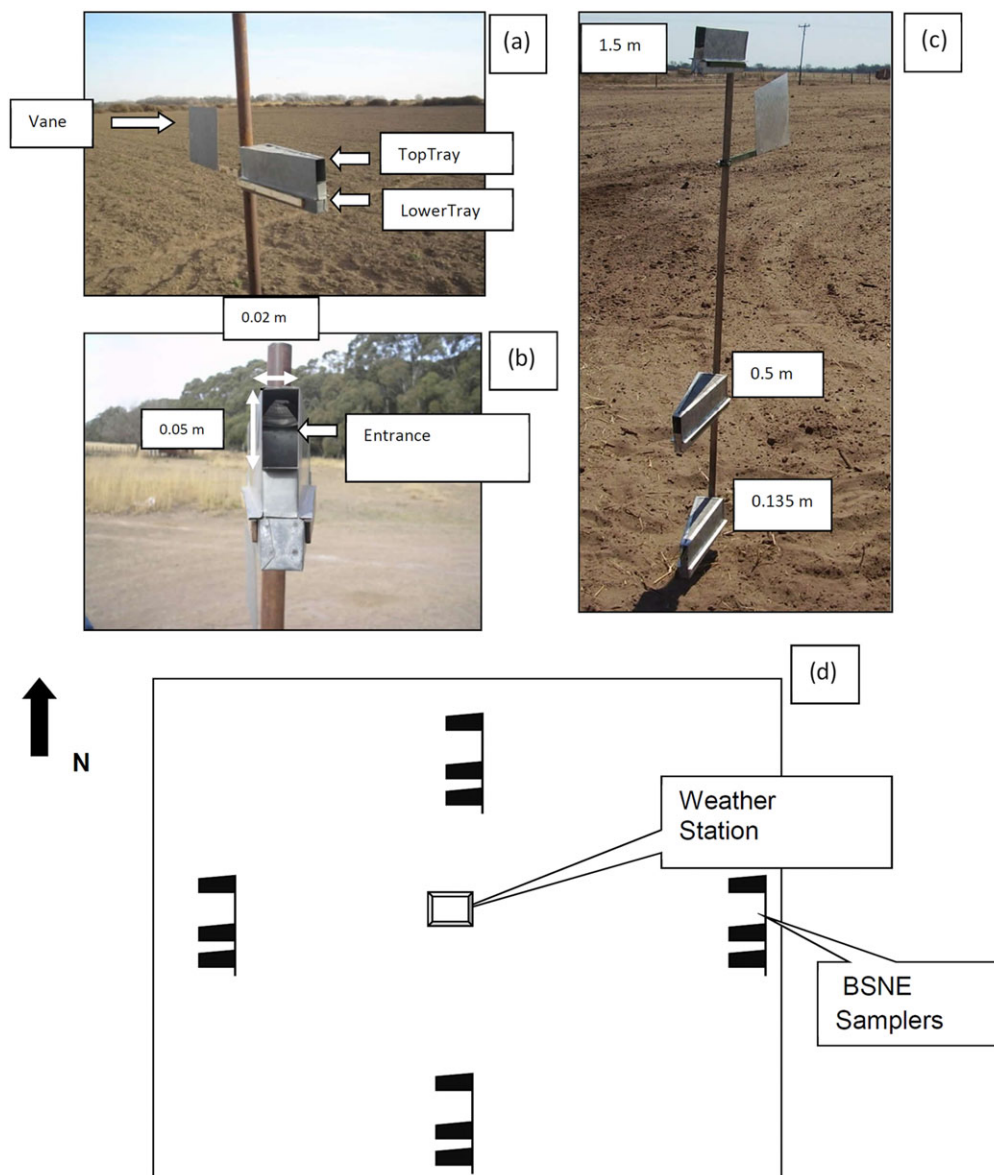 (a)
Vane
TopTray
LowerTray
0.02 m
(b)
0.05 m
Entrance
(c)
1.5 m
0.5 m
0.135 m
(d)
N
Weather
Station
BSNE
Samplers